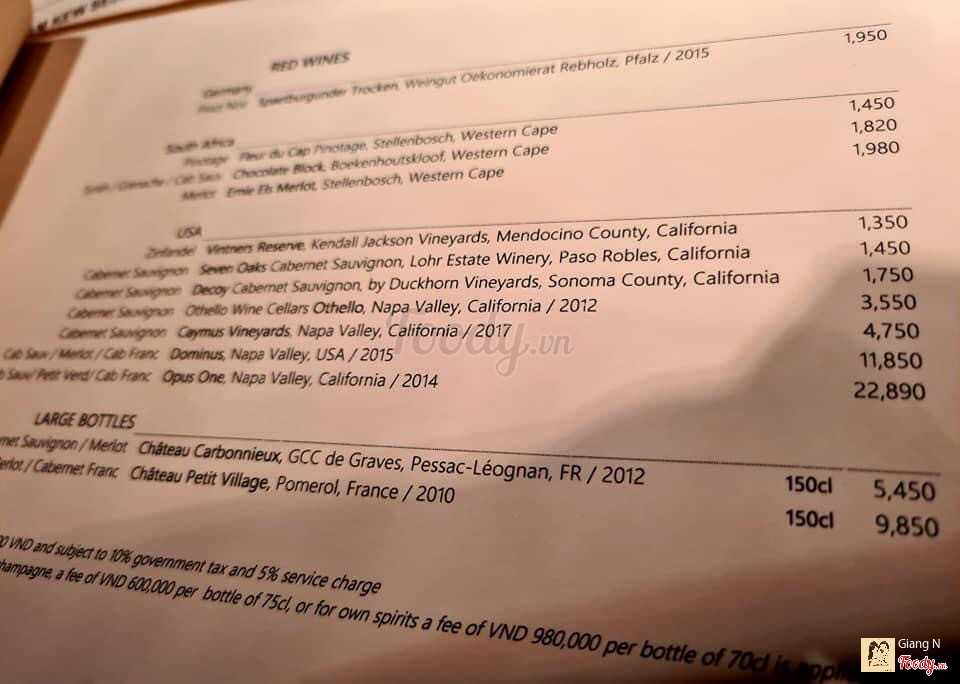 RED WINES
Germany
Pinot Noir Spaetburgunder Trocken, Weingut Oekonomierat Rebholz, Pfalz / 2015 1,950
South Africa
Pinotage Fleur du Cap Pinotage, Stellenbosch, Western Cape 1,450
Syrah / Grenache / Cab Sauv Chocolate Block, Boekenhoutskloof, Western Cape 1,820
Merlot Ernie Els Merlot, Stellenbosch, Western Cape 1,980
USA
Zinfandel Vintners Reserve, Kendall Jackson Vineyards, Mendocino County, California 1,350
Cabernet Sauvignon Seven Oaks Cabernet Sauvignon, Lohr Estate Winery, Paso Robles, California 1,450
Cabernet Sauvignon Decoy Cabernet Sauvignon, by Duckhorn Vineyards, Sonoma County, California 1,750
Cabernet Sauvignon Othello Wine Cellars Othello, Napa Valley, California / 2012 3,550
Cabernet Sauvignon Caymus Vineyards, Napa Valley, California / 2017 4,750
Cab Sauv / Merlot / Cab Franc Dominus, Napa Valley, USA / 2015 11,850
Sauv/ Petit Verd/ Cab Franc Opus One, Napa Valley, California / 2014 22,890
LARGE BOTTLES
Sauvignon / Merlot Château Carbonnieux, GCC de Graves, Pessac-Léognan, FR / 2012 150cl 5,450
/ Cabernet Franc Château Petit Village, Pomerol, France / 2010 150cl 9,850
VND and subject to 10% government tax and 5% service charge
a fee of VND 600,000 per bottle of 75cl, or for own spirits a fee of VND 980,000 per bottle of 70cl is
Foody.vn
Giang N
Foody.vn